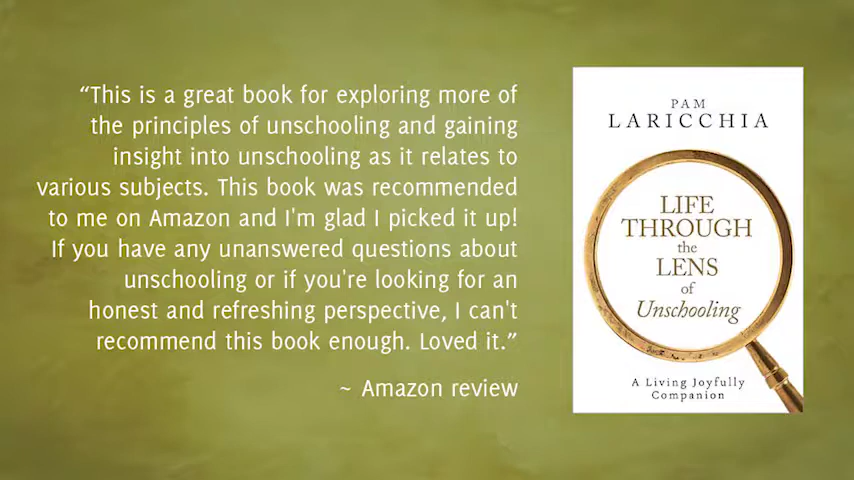 “This is a great book for exploring more of
the principles of unschooling and gaining
insight into unschooling as it relates to
various subjects. This book was recommended
to me on Amazon and I'm glad I picked it up!
If you have any unanswered questions about
unschooling or if you're looking for an
honest and refreshing perspective, I can't
recommend this book enough. Loved it.”
~ Amazon review
PAM
LARICCHIA
LIFE
THROUGH
the
LENS
of
Unschooling
A Living Joyfully
Companion